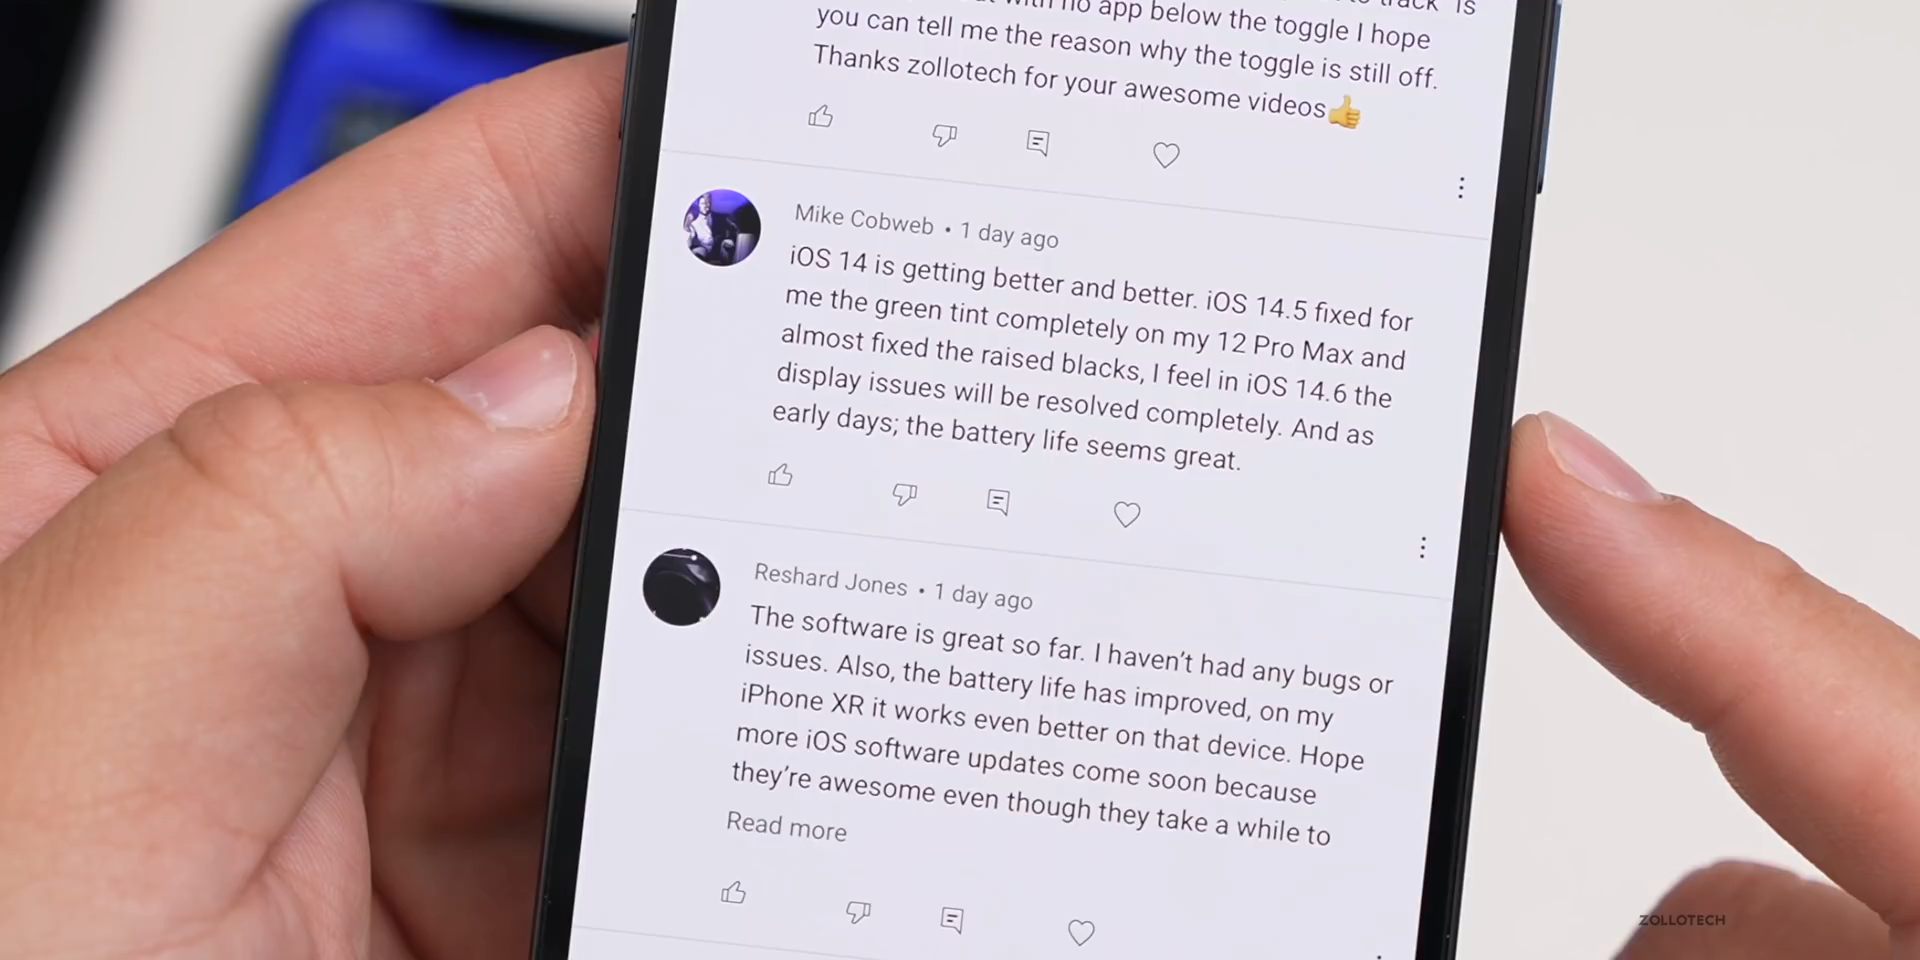 no app below the toggle I hope
you can tell me the reason why the toggle is still off.
Thanks zollotech for your awesome videos👍
Mike Cobweb • 1 day ago
iOS 14 is getting better and better. iOS 14.5 fixed for
me the green tint completely on my 12 Pro Max and
almost fixed the raised blacks, I feel in iOS 14.6 the
display issues will be resolved completely. And as
early days; the battery life seems great.
Reshard Jones • 1 day ago
The software is great so far. I haven't had any bugs or
issues. Also, the battery life has improved, on my
iPhone XR it works even better on that device. Hope
more iOS software updates come soon because
they're awesome even though they take a while to
Read more
ZOLLOTECH